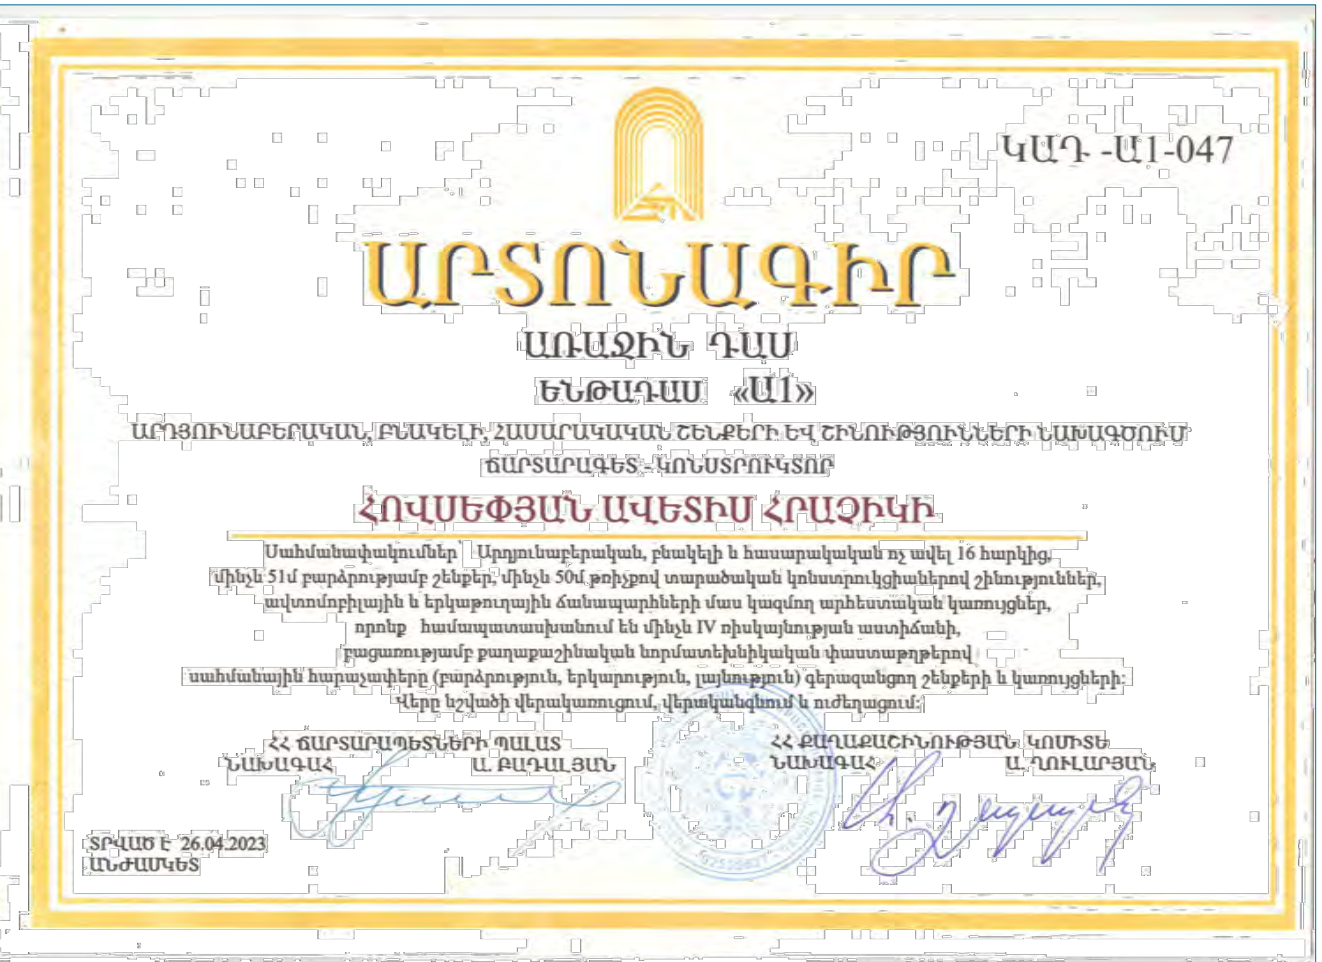 ԿԱԴ -Ա1-047
ԱՐՏՈՆԱԳԻՐ
ԱՌԱՋԻՆ ԴԱՍ
ԵՆԹԱԴԱՍ «Ա1»
ԱՐԴՅՈՒՆԱԲԵՐԱԿԱՆ, ԲՆԱԿԵԼԻ, ՀԱՍԱՐԱԿԱԿԱՆ ՇԵՆՔԵՐԻ ԵՎ ՇԻՆՈՒԹՅՈՒՆՆԵՐԻ ՆԱԽԱԳԾՈՒՄ
ՃԱՐՏԱՐԱԳԵՏ - ԿՈՆՍՏՐՈՒԿՏՈՐ
ՀՈՎՍԵՓՅԱՆ ԱՎԵՏԻՍ ՀՐԱՉԻԿԻ
Սահմանափակումներ՝ Արդյունաբերական, բնակելի և հասարակական ոչ ավել 16 հարկից,
մինչև 51մ բարձրությամբ շենքեր, մինչև 50մ թռիչքով տարածական կոնստրուկցիաներով շինություններ,
ավտոմոբիլային և երկաթուղային ճանապարհների մաս կազմող արհեստական կառույցներ,
որոնք համապատասխանում են մինչև IV ռիսկայնության աստիճանի,
բացառությամբ քաղաքաշինական նորմատեխնիկական փաստաթղթերով
սահմանային հարաչափերը (բարձրություն, երկարություն, լայնություն) գերազանցող շենքերի և կառույցների:
Վերը նշվածի վերակառուցում, վերականգնում և ուժեղացում:
ՀՀ ՃԱՐՏԱՐԱՊԵՏՆԵՐԻ ՊԱԼԱՏ
ՆԱԽԱԳԱՀ Ա. ԲԱԴԱԼՅԱՆ
ՀՀ ՔԱՂԱՔԱՇԻՆՈՒԹՅԱՆ ԿՈՄԻՏԵ
ՆԱԽԱԳԱՀ Ա. ՂՈՒԼԱՐՅԱՆ
ՏՐՎԱԾ Է 26.04.2023
ԱՆԺԱՄԿԵՏ